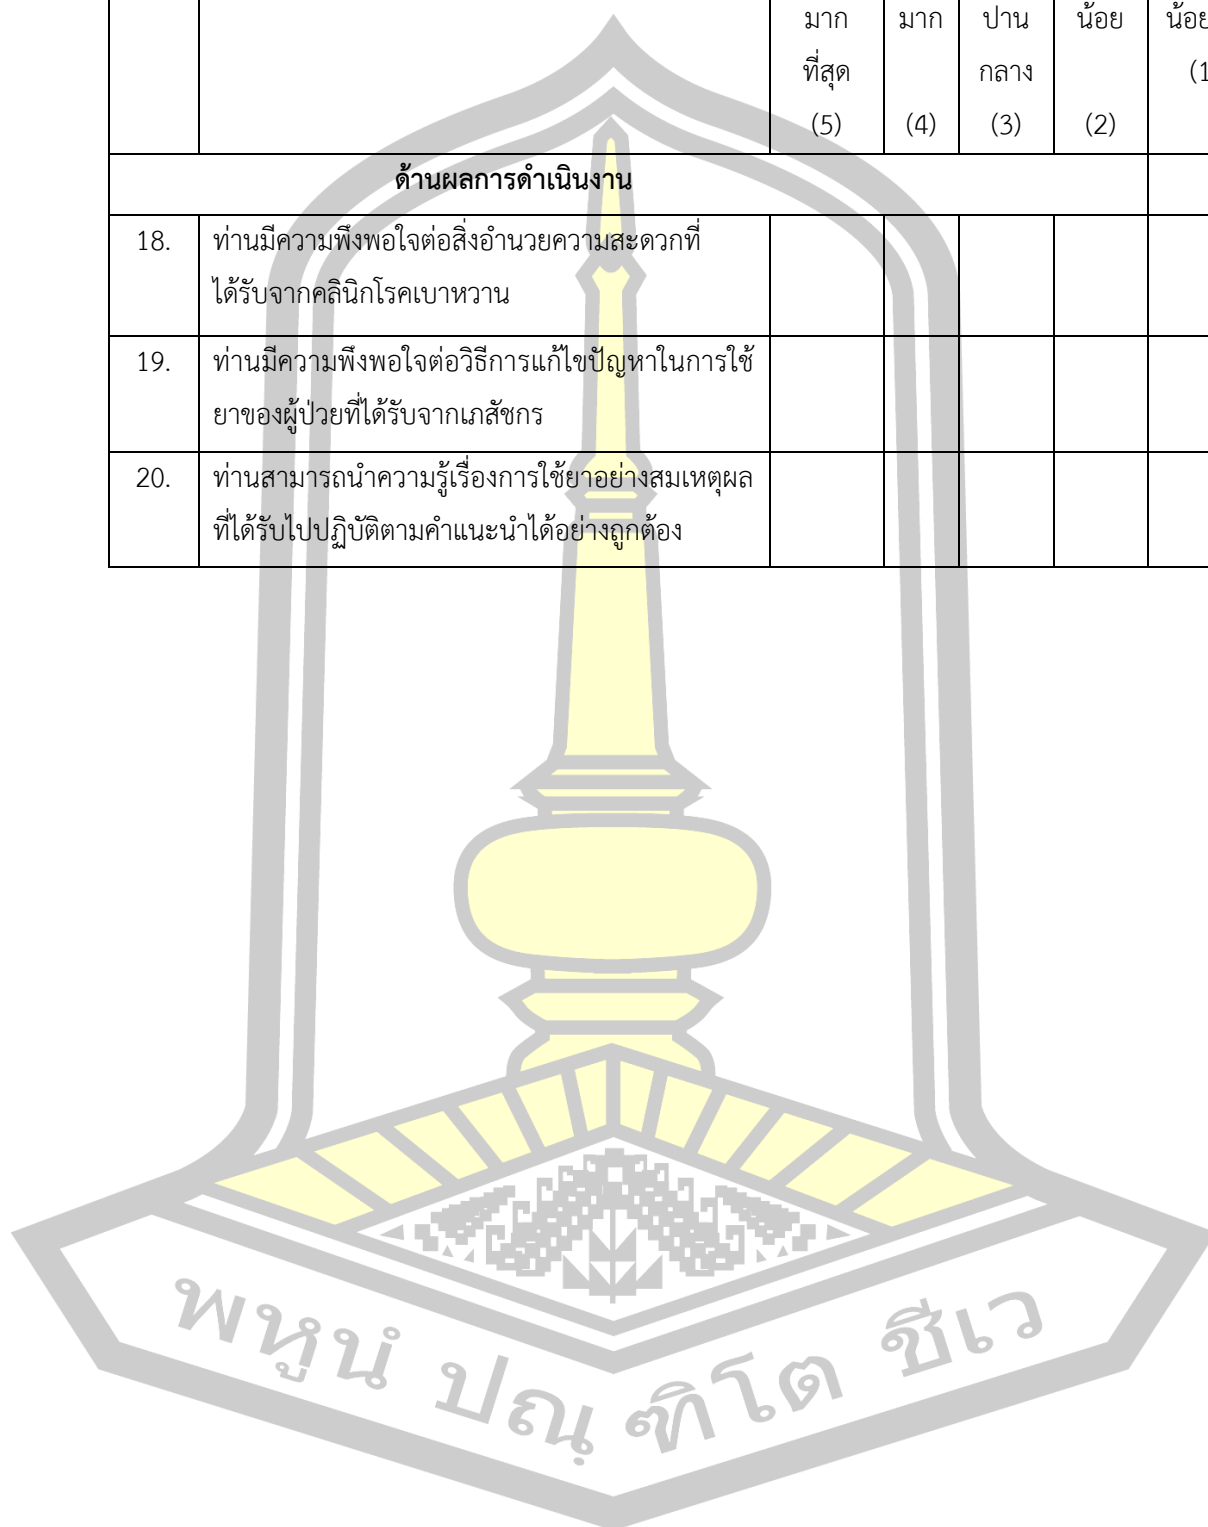 มาก มาก ปาน น้อย น้อย
ที่สุด กลาง (1
(5) (4) (3) (2)
ด้านผลการดำเนินงาน
18. ท่านมีความพึงพอใจต่อสิ่งอำนวยความสะดวกที่
ได้รับจากคลินิกโรคเบาหวาน
19. ท่านมีความพึงพอใจต่อวิธีการแก้ไขปัญหาในการใช้
ยาของผู้ป่วยที่ได้รับจากเภสัชกร
20. ท่านสามารถนำความรู้เรื่องการใช้ยาอย่างสมเหตุผล
ที่ได้รับไปปฏิบัติตามคำแนะนำได้อย่างถูกต้อง
พหูนํ ปณฺ ฑิโต ชีเว